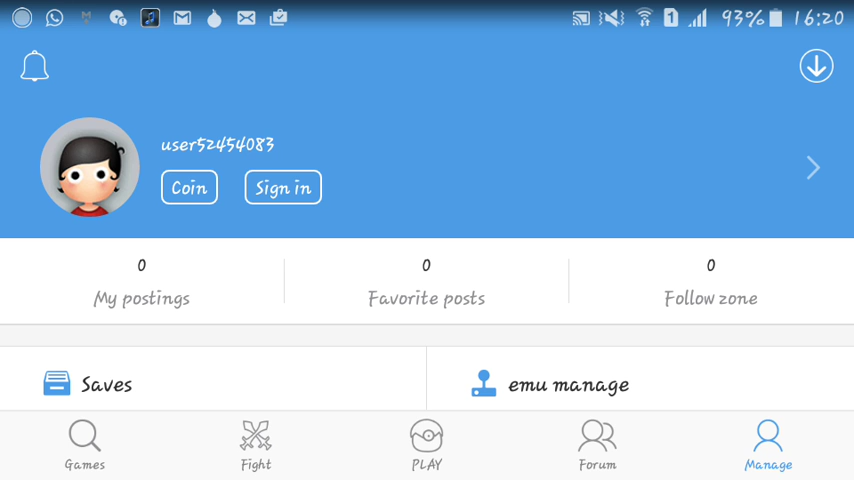 1 93% 16:20
user52454083
Coin Sign in
0 0 0
My postings Favorite posts Follow zone
Saves emu manage
Games Fight PLAY Forum Manage